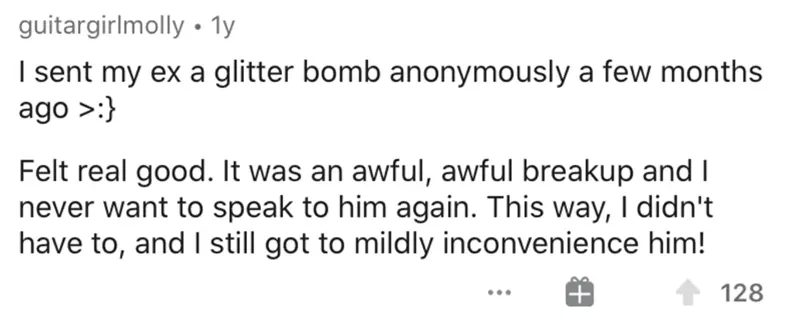 guitargirlmolly • 1y
I sent my ex a glitter bomb anonymously a few months
ago >:}
Felt real good. It was an awful, awful breakup and I
never want to speak to him again. This way, I didn't
have to, and I still got to mildly inconvenience him!
128